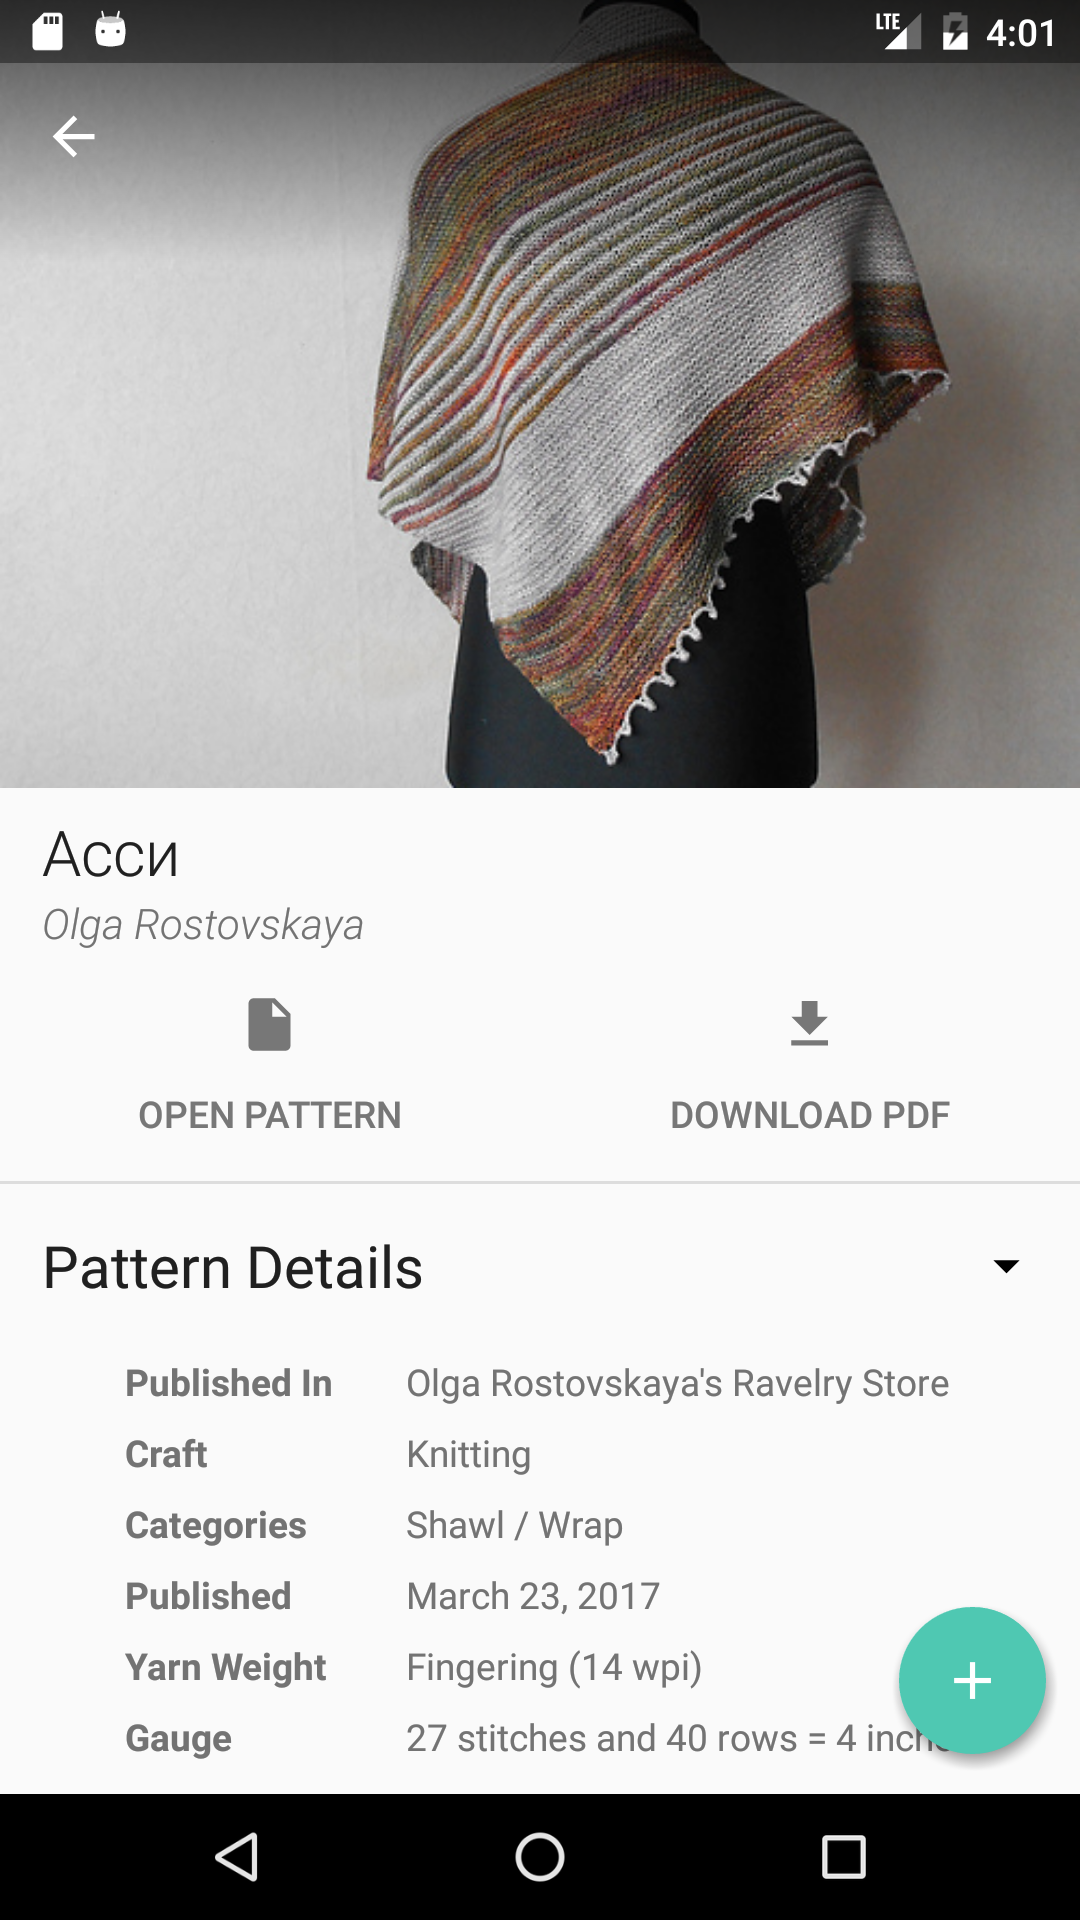 LTE 4:01
Асси
Olga Rostovskaya
OPEN PATTERN DOWNLOAD PDF
Pattern Details
Published In Olga Rostovskaya's Ravelry Store
Craft Knitting
Categories Shawl / Wrap
Published March 23, 2017
Yarn Weight Fingering (14 wpi)
Gauge 27 stitches and 40 rows = 4